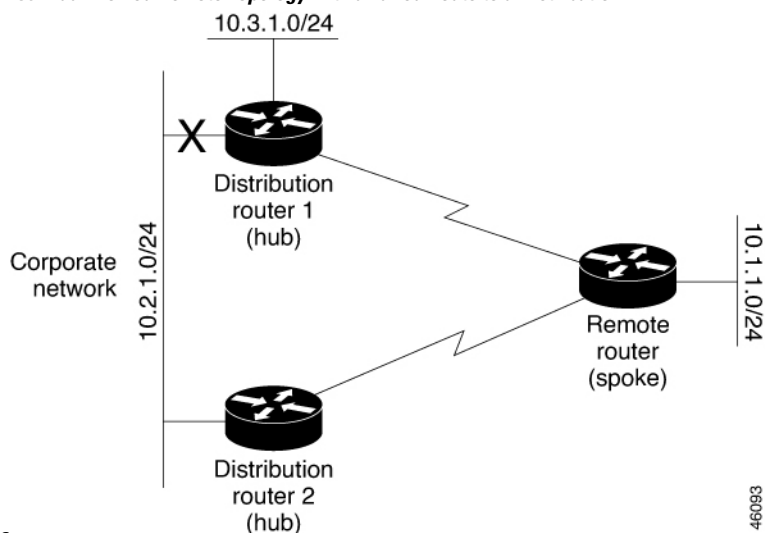 10.3.1.0/24
Distribution
router 1
(hub)
Corporate
network
10.2.1.0/24
10.1.1.0/24
Remote
router
(spoke)
Distribution
router 2
(hub)
46093